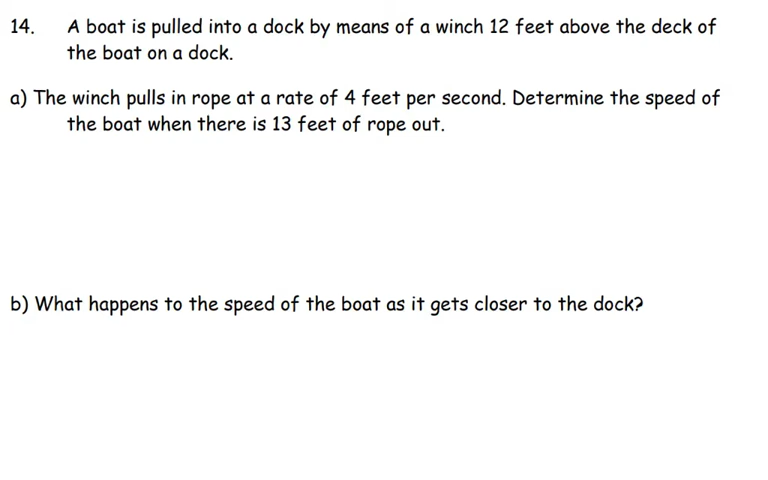 14. A boat is pulled into a dock by means of a winch 12 feet above the deck of
the boat on a dock.
a) The winch pulls in rope at a rate of 4 feet per second. Determine the speed of
the boat when there is 13 feet of rope out.
b) What happens to the speed of the boat as it gets closer to the dock?